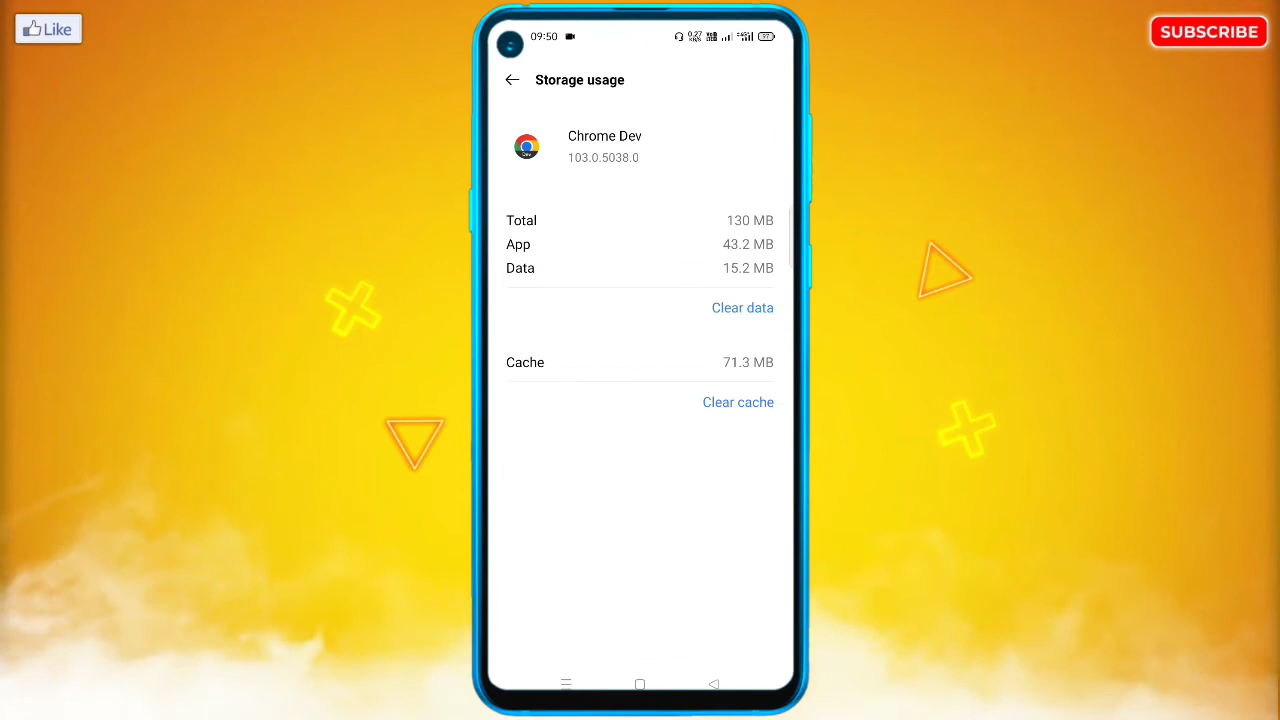 Like
SUBSCRIBE
09:50
Storage usage
Chrome Dev
103.0.5038.0
Total 130 MB
App 43.2 MB
Data 15.2 MB
Clear data
Cache 71.3 MB
Clear cache